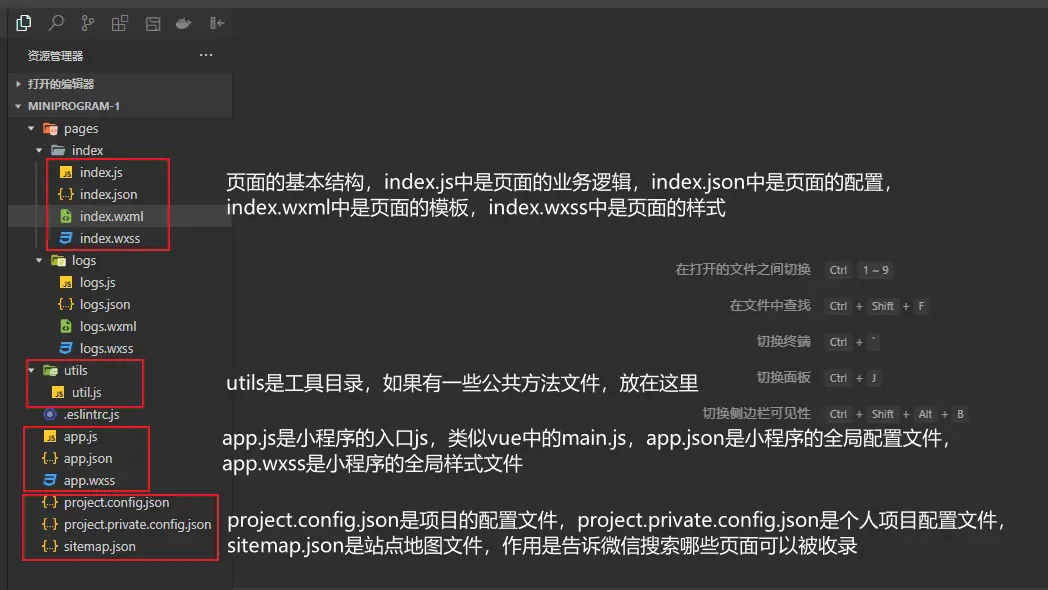 资源管理器
打开的编辑器
MINIPROGRAM-1
pages
index
index.js
index.json
index.wxml
index.wxss
logs
logs.js
logs.json
logs.wxml
logs.wxss
utils
util.js
.eslintrc.js
app.js
app.json
app.wxss
project.config.json
project.private.config.json
sitemap.json
页面的基本结构，index.js中是页面的业务逻辑，index.json中是页面的配置，
index.wxml中是页面的模板，index.wxss中是页面的样式
在打开的文件之间切换 Ctrl 1 ~ 9
在文件中查找 Ctrl + Shift + F
切换终端 Ctrl + `
切换面板 Ctrl + J
utils是工具目录，如果有一些公共方法文件，放在这里
切换侧边栏可见性 Ctrl + Shift + Alt + B
app.js是小程序的入口js，类似vue中的main.js，app.json是小程序的全局配置文件，
app.wxss是小程序的全局样式文件
project.config.json是项目的配置文件，project.private.config.json是个人项目配置文件，
sitemap.json是站点地图文件，作用是告诉微信搜索哪些页面可以被收录